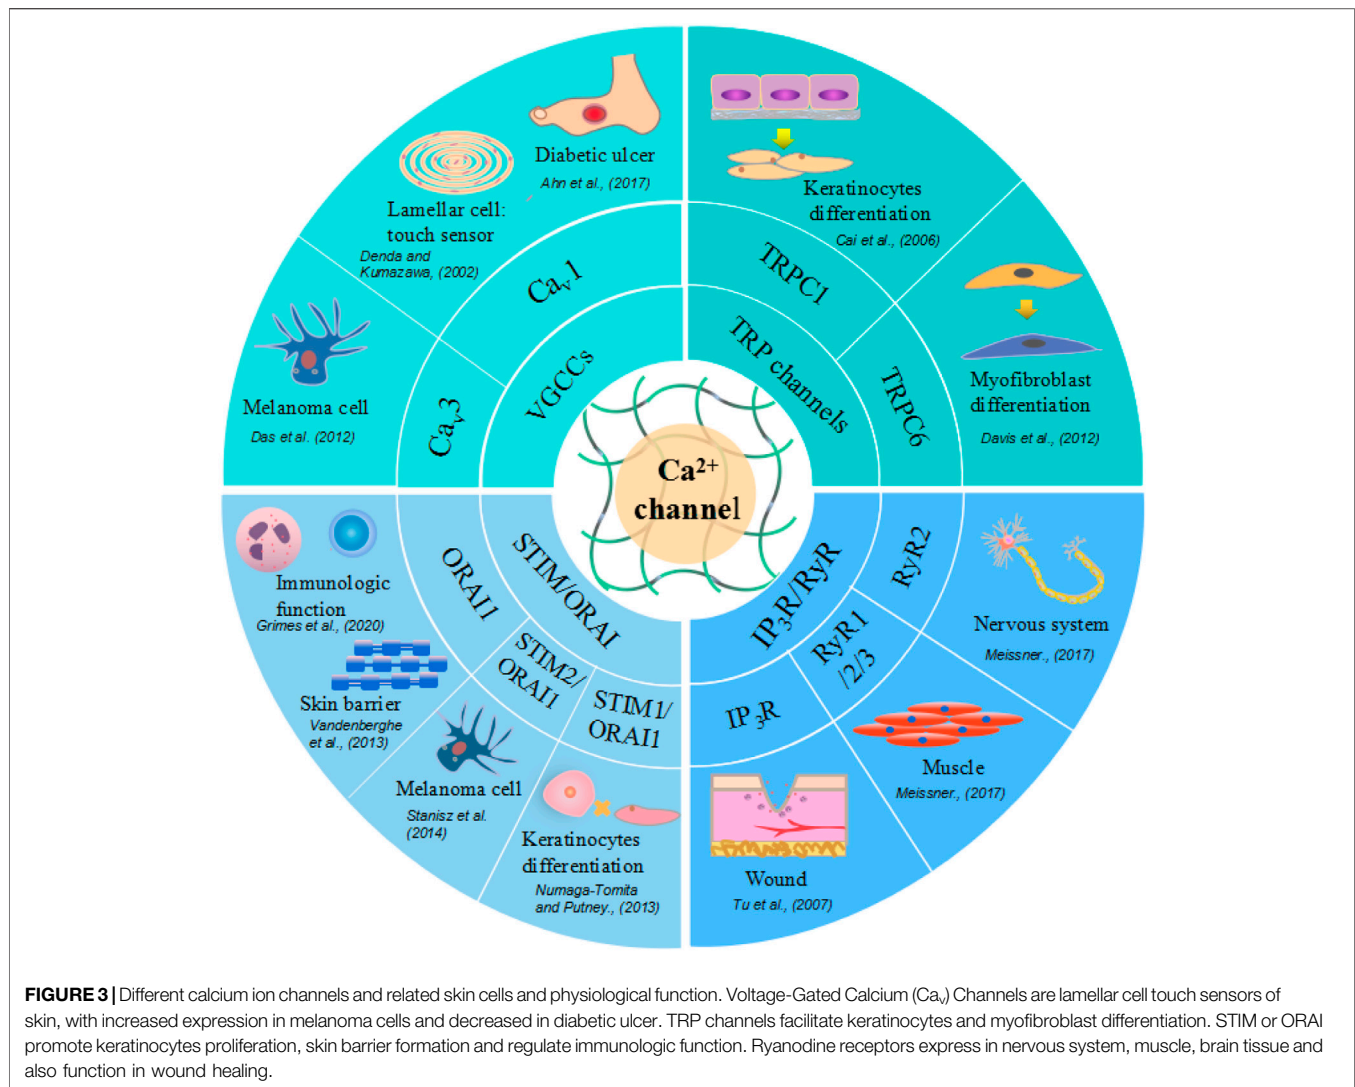 Diabetic ulcer
Ahn et al., (2017)
Lamellar cell:
touch sensor
Denda and
Kumazawa, (2002)
Melanoma cell
Das et al. (2012)
Cav1
Cav3
VGCCs
Keratinocytes
differentiation
Cai et al., (2006)
Myofibroblast
differentiation
Davis et al., (2012)
TRPC1
TRPC6
TRP channels
Ca2+
channel
Immunologic
function
Grimes et al., (2020)
Skin barrier
Vandenberghe
et al., (2013)
Melanoma cell
Stanisz et al.
(2014)
Keratinocytes
differentiation
Numaga-Tomita
and Putney., (2013)
ORAI1
STIM2/
ORAI1
STIM1/
ORAI1
STIM/ORAI
IP3R/RyR
RyR2
RyR1
/2/3
IP3R
Nervous system
Meissner., (2017)
Muscle
Meissner., (2017)
Wound
Tu et al., (2007)
FIGURE 3 | Different calcium ion channels and related skin cells and physiological function. Voltage-Gated Calcium (Cav) Channels are lamellar cell touch sensors of
skin, with increased expression in melanoma cells and decreased in diabetic ulcer. TRP channels facilitate keratinocytes and myofibroblast differentiation. STIM or ORAI
promote keratinocytes proliferation, skin barrier formation and regulate immunologic function. Ryanodine receptors express in nervous system, muscle, brain tissue and
also function in wound healing.